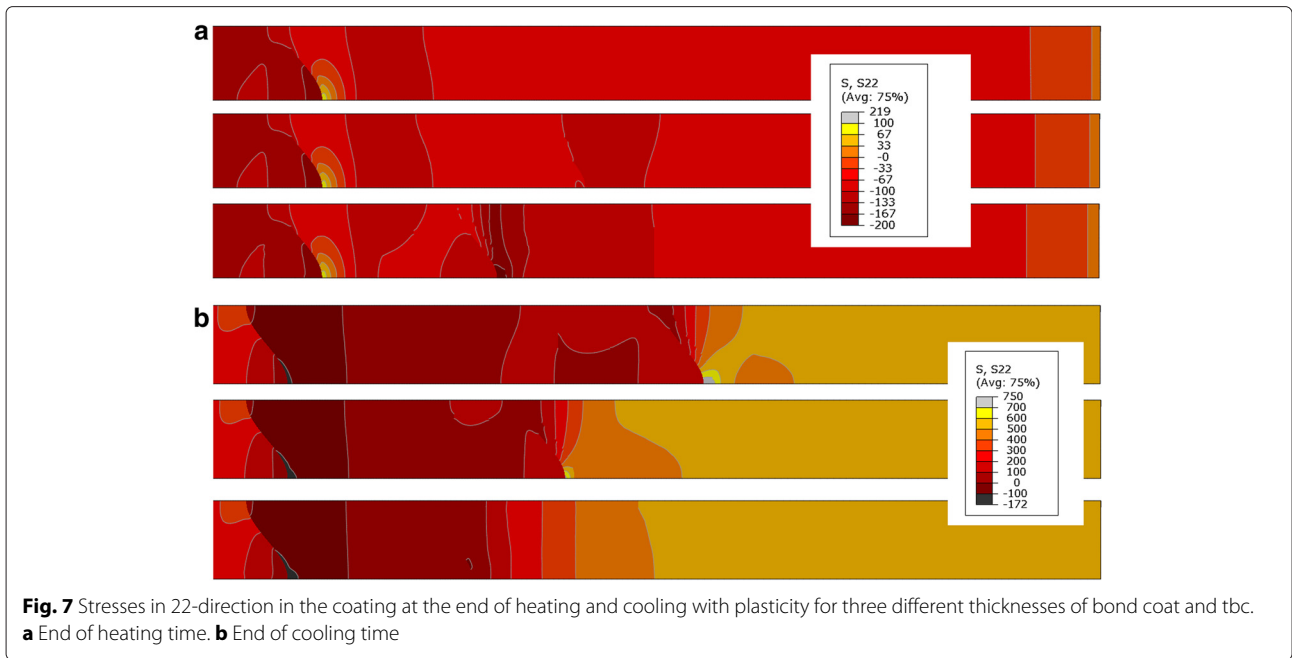 a
S, S22
(Avg: 75%)
219
100
67
33
-0
-33
-67
-100
-133
-167
-200
b
S, S22
(Avg: 75%)
750
700
600
500
400
300
200
100
0
-100
-172
Fig. 7 Stresses in 22-direction in the coating at the end of heating and cooling with plasticity for three different thicknesses of bond coat and tbc.
a End of heating time. b End of cooling time